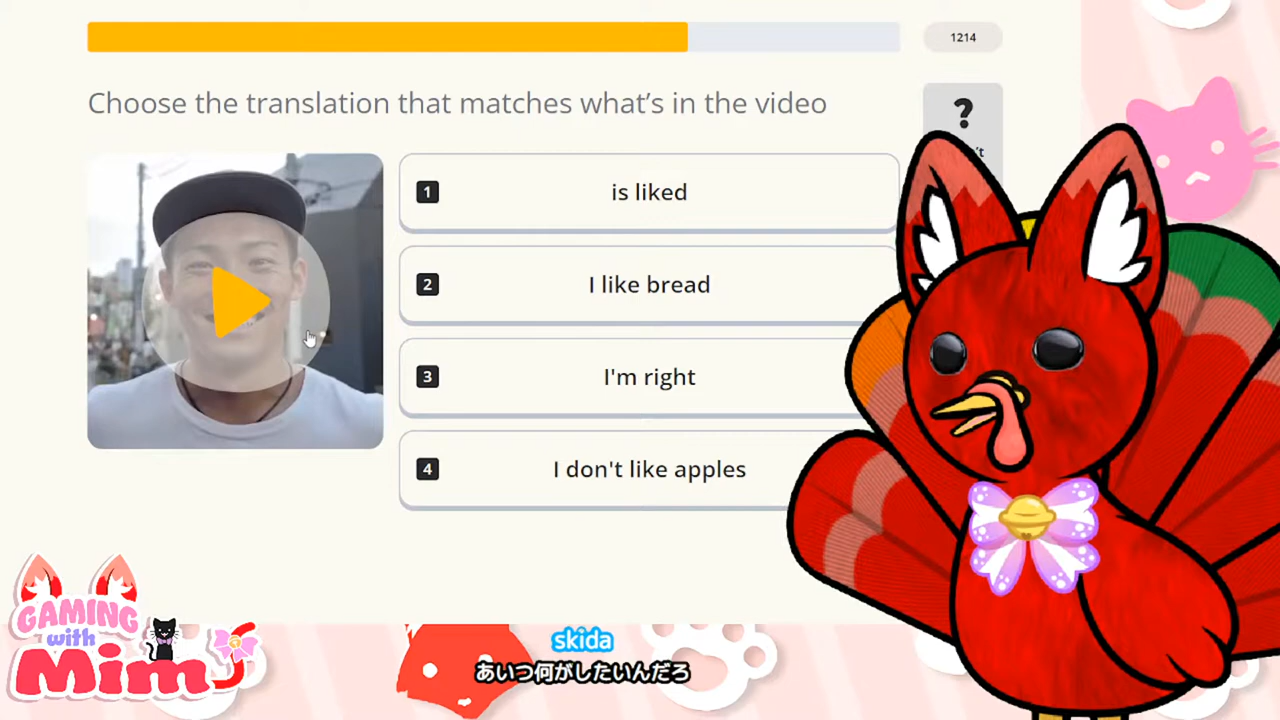 1214
Choose the translation that matches what's in the video
?
1 is liked
2 I like bread
3 I'm right
4 I don't like apples
GAMING
with
Mim
skida
あいつ何がしたいんだろ